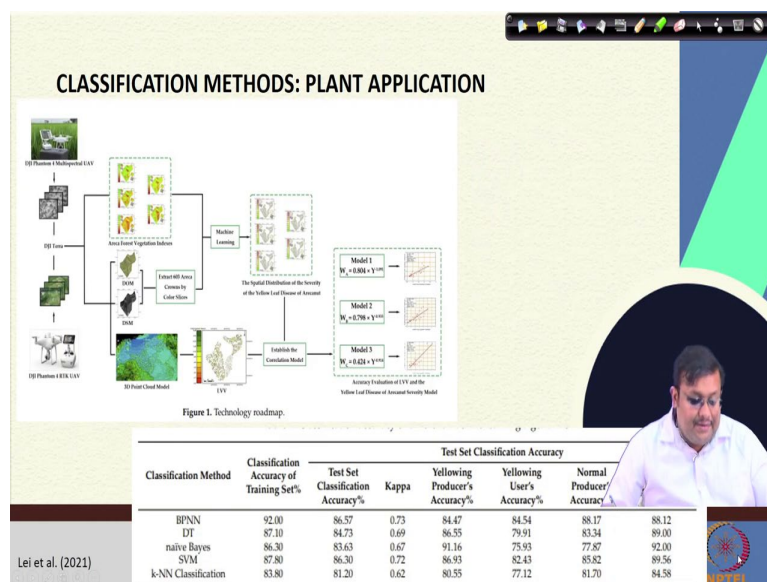 CLASSIFICATION METHODS: PLANT APPLICATION
DJI Phantom 4 Multispectral UAV
DJI Terra
DJI Phantom 4 RTK UAV
Area Forest Vegetation Indexes
DOM
DSM
Extract 605 Areca
Crowns by
Color Slices
3D Point Cloud Model
LVV
Machine
Learning
The Spatial Distribution of the Severity
of the Yellow Leaf Disease of Arecanut
Establish the
Correlation Model
Model 1
Model 2
Model 3
Accuracy Evaluation of LVV and the
Yellow Leaf Disease of Arecanut Severity Model
Figure 1. Technology roadmap.
Test Set Classification Accuracy
Classification Method
Classification
Accuracy of
Training Set%
Test Set
Classification
Accuracy%
Kappa
Yellowing
Producer's
Accuracy%
Yellowing
User's
Accuracy%
Normal
Producer'
Accuracy
BPNN 92.00 86.57 0.73 84.47 84.54 88.17 88.12
DT 87.10 84.73 0.69 86.55 79.91 83.34 89.00
naïve Bayes 86.30 83.63 0.67 91.16 75.93 77.87 92.00
SVM 87.80 86.30 0.72 86.93 82.43 85.82 89.56
k-NN Classification 83.80 81.20 0.62 80.55 77.12 81.70 84.58
Lei et al. (2021)
NPTEL